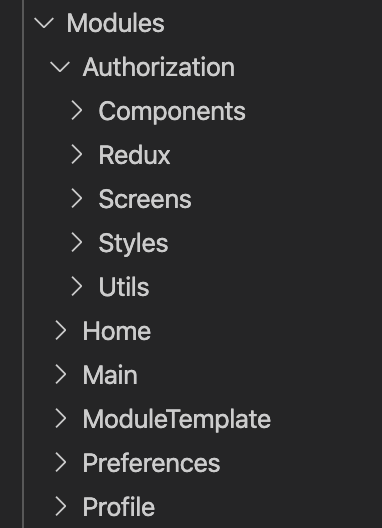 Modules
Authorization
Components
Redux
Screens
Styles
Utils
Home
Main
ModuleTemplate
Preferences
Profile